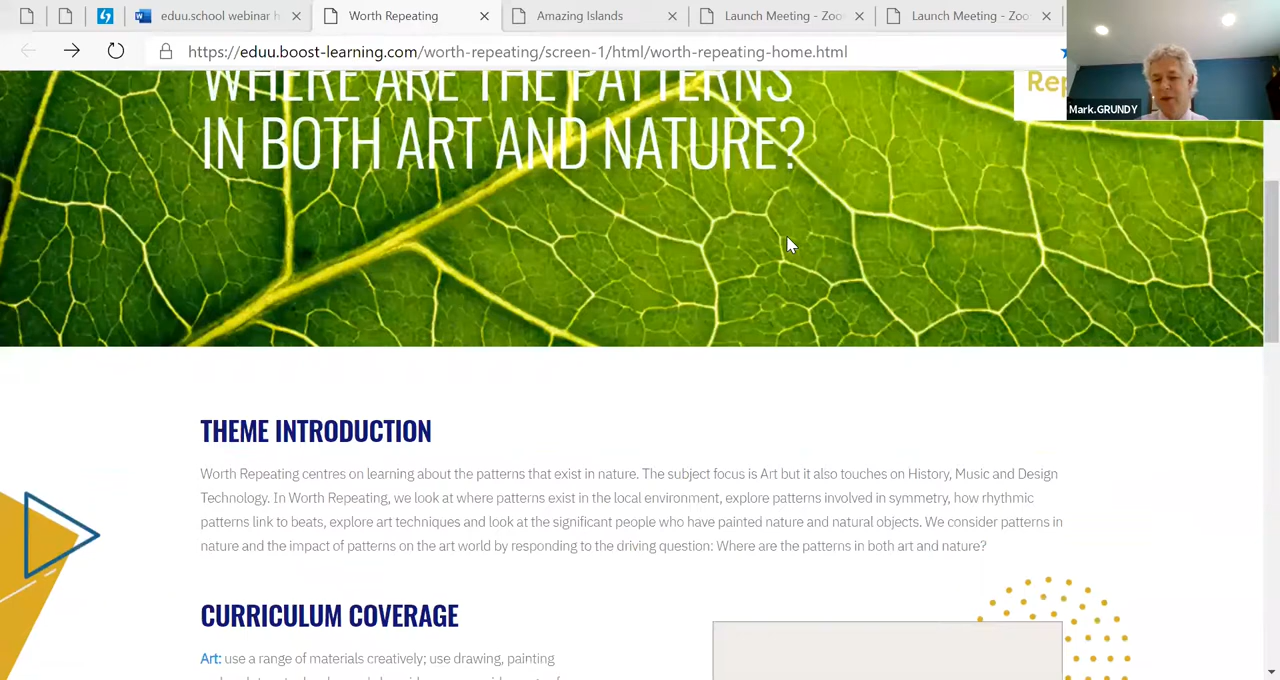 eduu.school webinar h
Worth Repeating
Amazing Islands
Launch Meeting - Zoo
Launch Meeting - Zoo
https://eduu.boost-learning.com/worth-repeating/screen-1/html/worth-repeating-home.html
Mark.GRUNDY
WHERE ARE THE PATTERNS
IN BOTH ART AND NATURE?
THEME INTRODUCTION
Worth Repeating centres on learning about the patterns that exist in nature. The subject focus is Art but it also touches on History, Music and Design
Technology. In Worth Repeating, we look at where patterns exist in the local environment, explore patterns involved in symmetry, how rhythmic
patterns link to beats, explore art techniques and look at the significant people who have painted nature and natural objects. We consider patterns in
nature and the impact of patterns on the art world by responding to the driving question: Where are the patterns in both art and nature?
CURRICULUM COVERAGE
Art: use a range of materials creatively; use drawing, painting